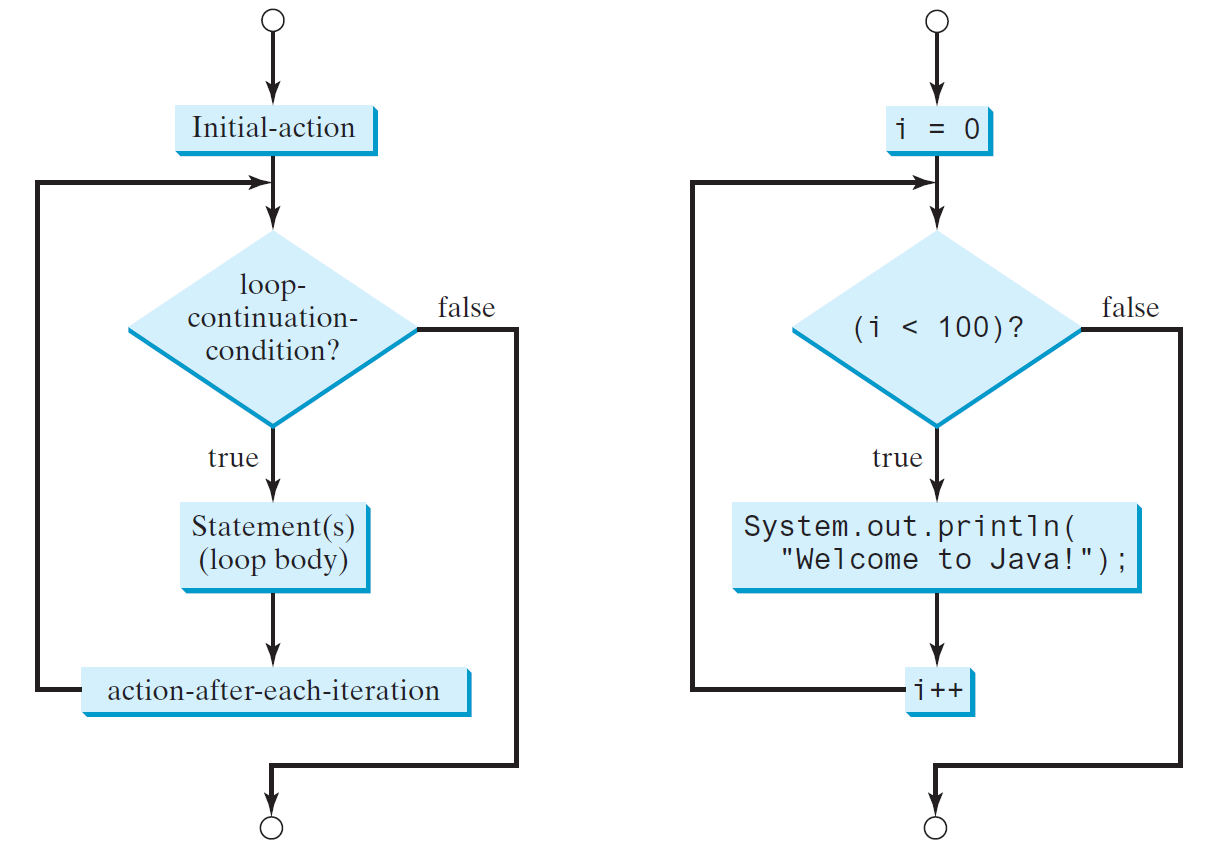 Initial-action
loop-
continuation-
condition?
false
true
Statement(s)
(loop body)
action-after-each-iteration
i = 0
(i < 100)?
false
true
System.out.println(
"Welcome to Java!");
i++